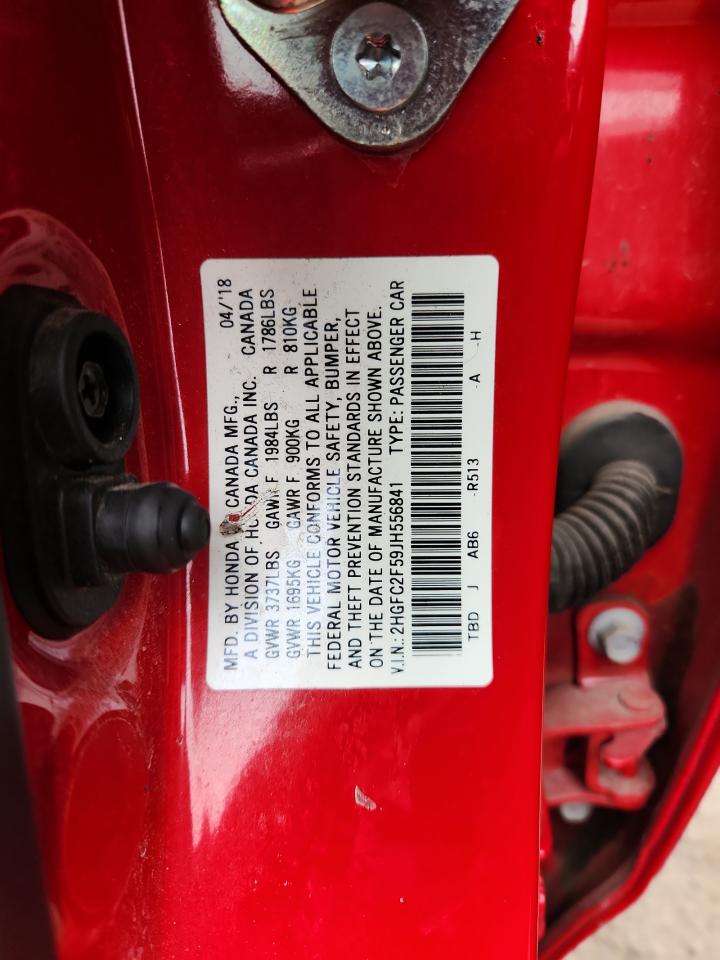 MFD. BY HONDA CANADA MFG., 04/'18
A DIVISION OF HONDA CANADA INC. CANADA
GVWR 3737LBS GAWR F 1984LBS R 1786LBS
GVWR 1695KG GAWR F 900KG R 810KG
THIS VEHICLE CONFORMS TO ALL APPLICABLE
FEDERAL MOTOR VEHICLE SAFETY, BUMPER,
AND THEFT PREVENTION STANDARDS IN EFFECT
ON THE DATE OF MANUFACTURE SHOWN ABOVE.
V.I.N.: 2HGFC2F59JH556841 TYPE: PASSENGER CAR
TBD J AB6 -R513 -A -H